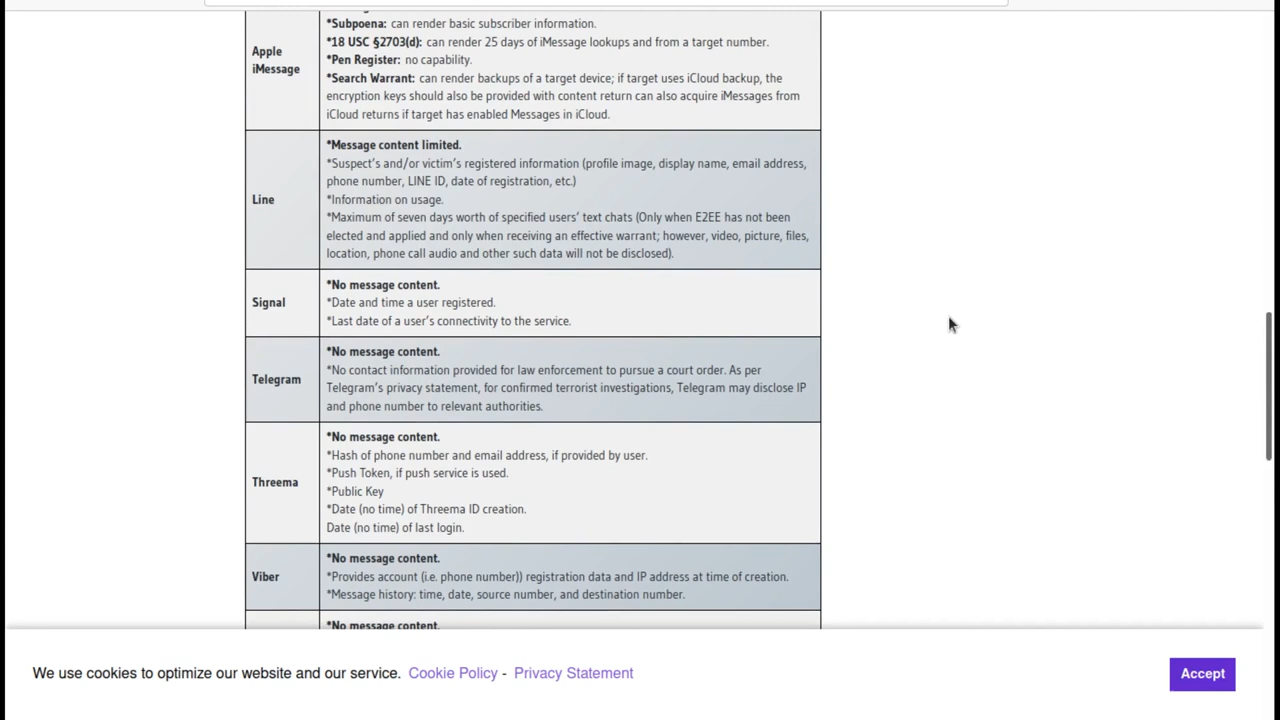 *Subpoena: can render basic subscriber information.
*18 USC §2703(d): can render 25 days of iMessage lookups and from a target number.
*Pen Register: no capability.
*Search Warrant: can render backups of a target device; if target uses iCloud backup, the
encryption keys should also be provided with content return can also acquire iMessages from
iCloud returns if target has enabled Messages in iCloud.
Apple
iMessage
Line
*Message content limited.
*Suspect's and/or victim's registered information (profile image, display name, email address,
phone number, LINE ID, date of registration, etc.)
*Information on usage.
*Maximum of seven days worth of specified users' text chats (Only when E2EE has not been
elected and applied and only when receiving an effective warrant; however, video, picture, files,
location, phone call audio and other such data will not be disclosed).
Signal
*No message content.
*Date and time a user registered.
*Last date of a user's connectivity to the service.
Telegram
*No message content.
*No contact information provided for law enforcement to pursue a court order. As per
Telegram's privacy statement, for confirmed terrorist investigations, Telegram may disclose IP
and phone number to relevant authorities.
Threema
*No message content.
*Hash of phone number and email address, if provided by user.
*Push Token, if push service is used.
*Public Key
*Date (no time) of Threema ID creation.
Date (no time) of last login.
Viber
*No message content.
*Provides account (i.e. phone number)) registration data and IP address at time of creation.
*Message history: time, date, source number, and destination number.
*No message content.
We use cookies to optimize our website and our service. Cookie Policy - Privacy Statement
Accept